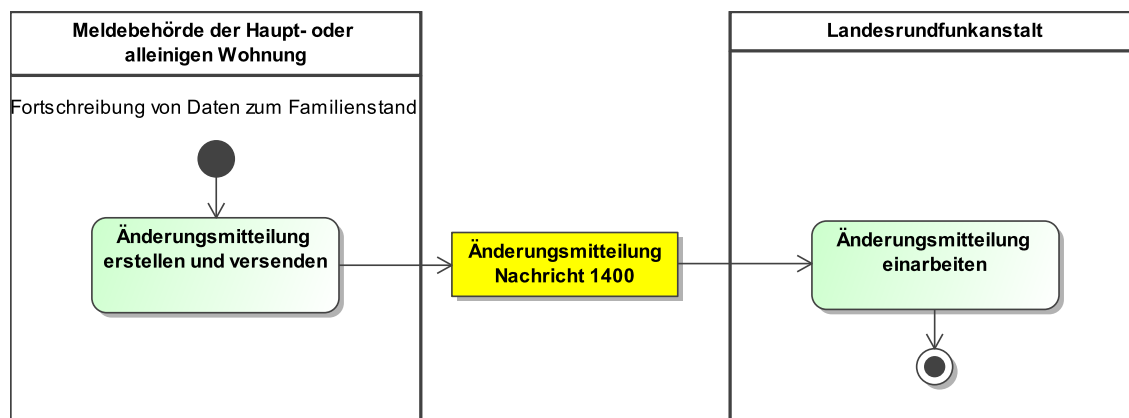 Meldebehörde der Haupt- oder
alleinigen Wohnung
Landesrundfunkanstalt
Fortschreibung von Daten zum Familienstand
Änderungsmitteilung
erstellen und versenden
Änderungsmitteilung
Nachricht 1400
Änderungsmitteilung
einarbeiten